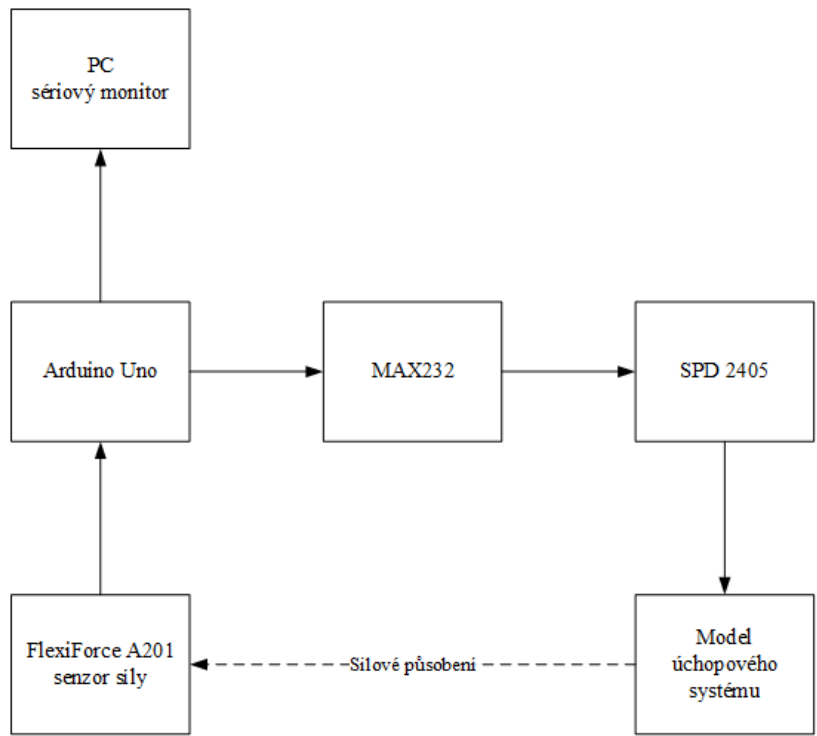 PC
sériový monitor
Arduino Uno
MAX232
SPD 2405
FlexiForce A201
senzor síly
Silové působení
Model
úchopového
systému